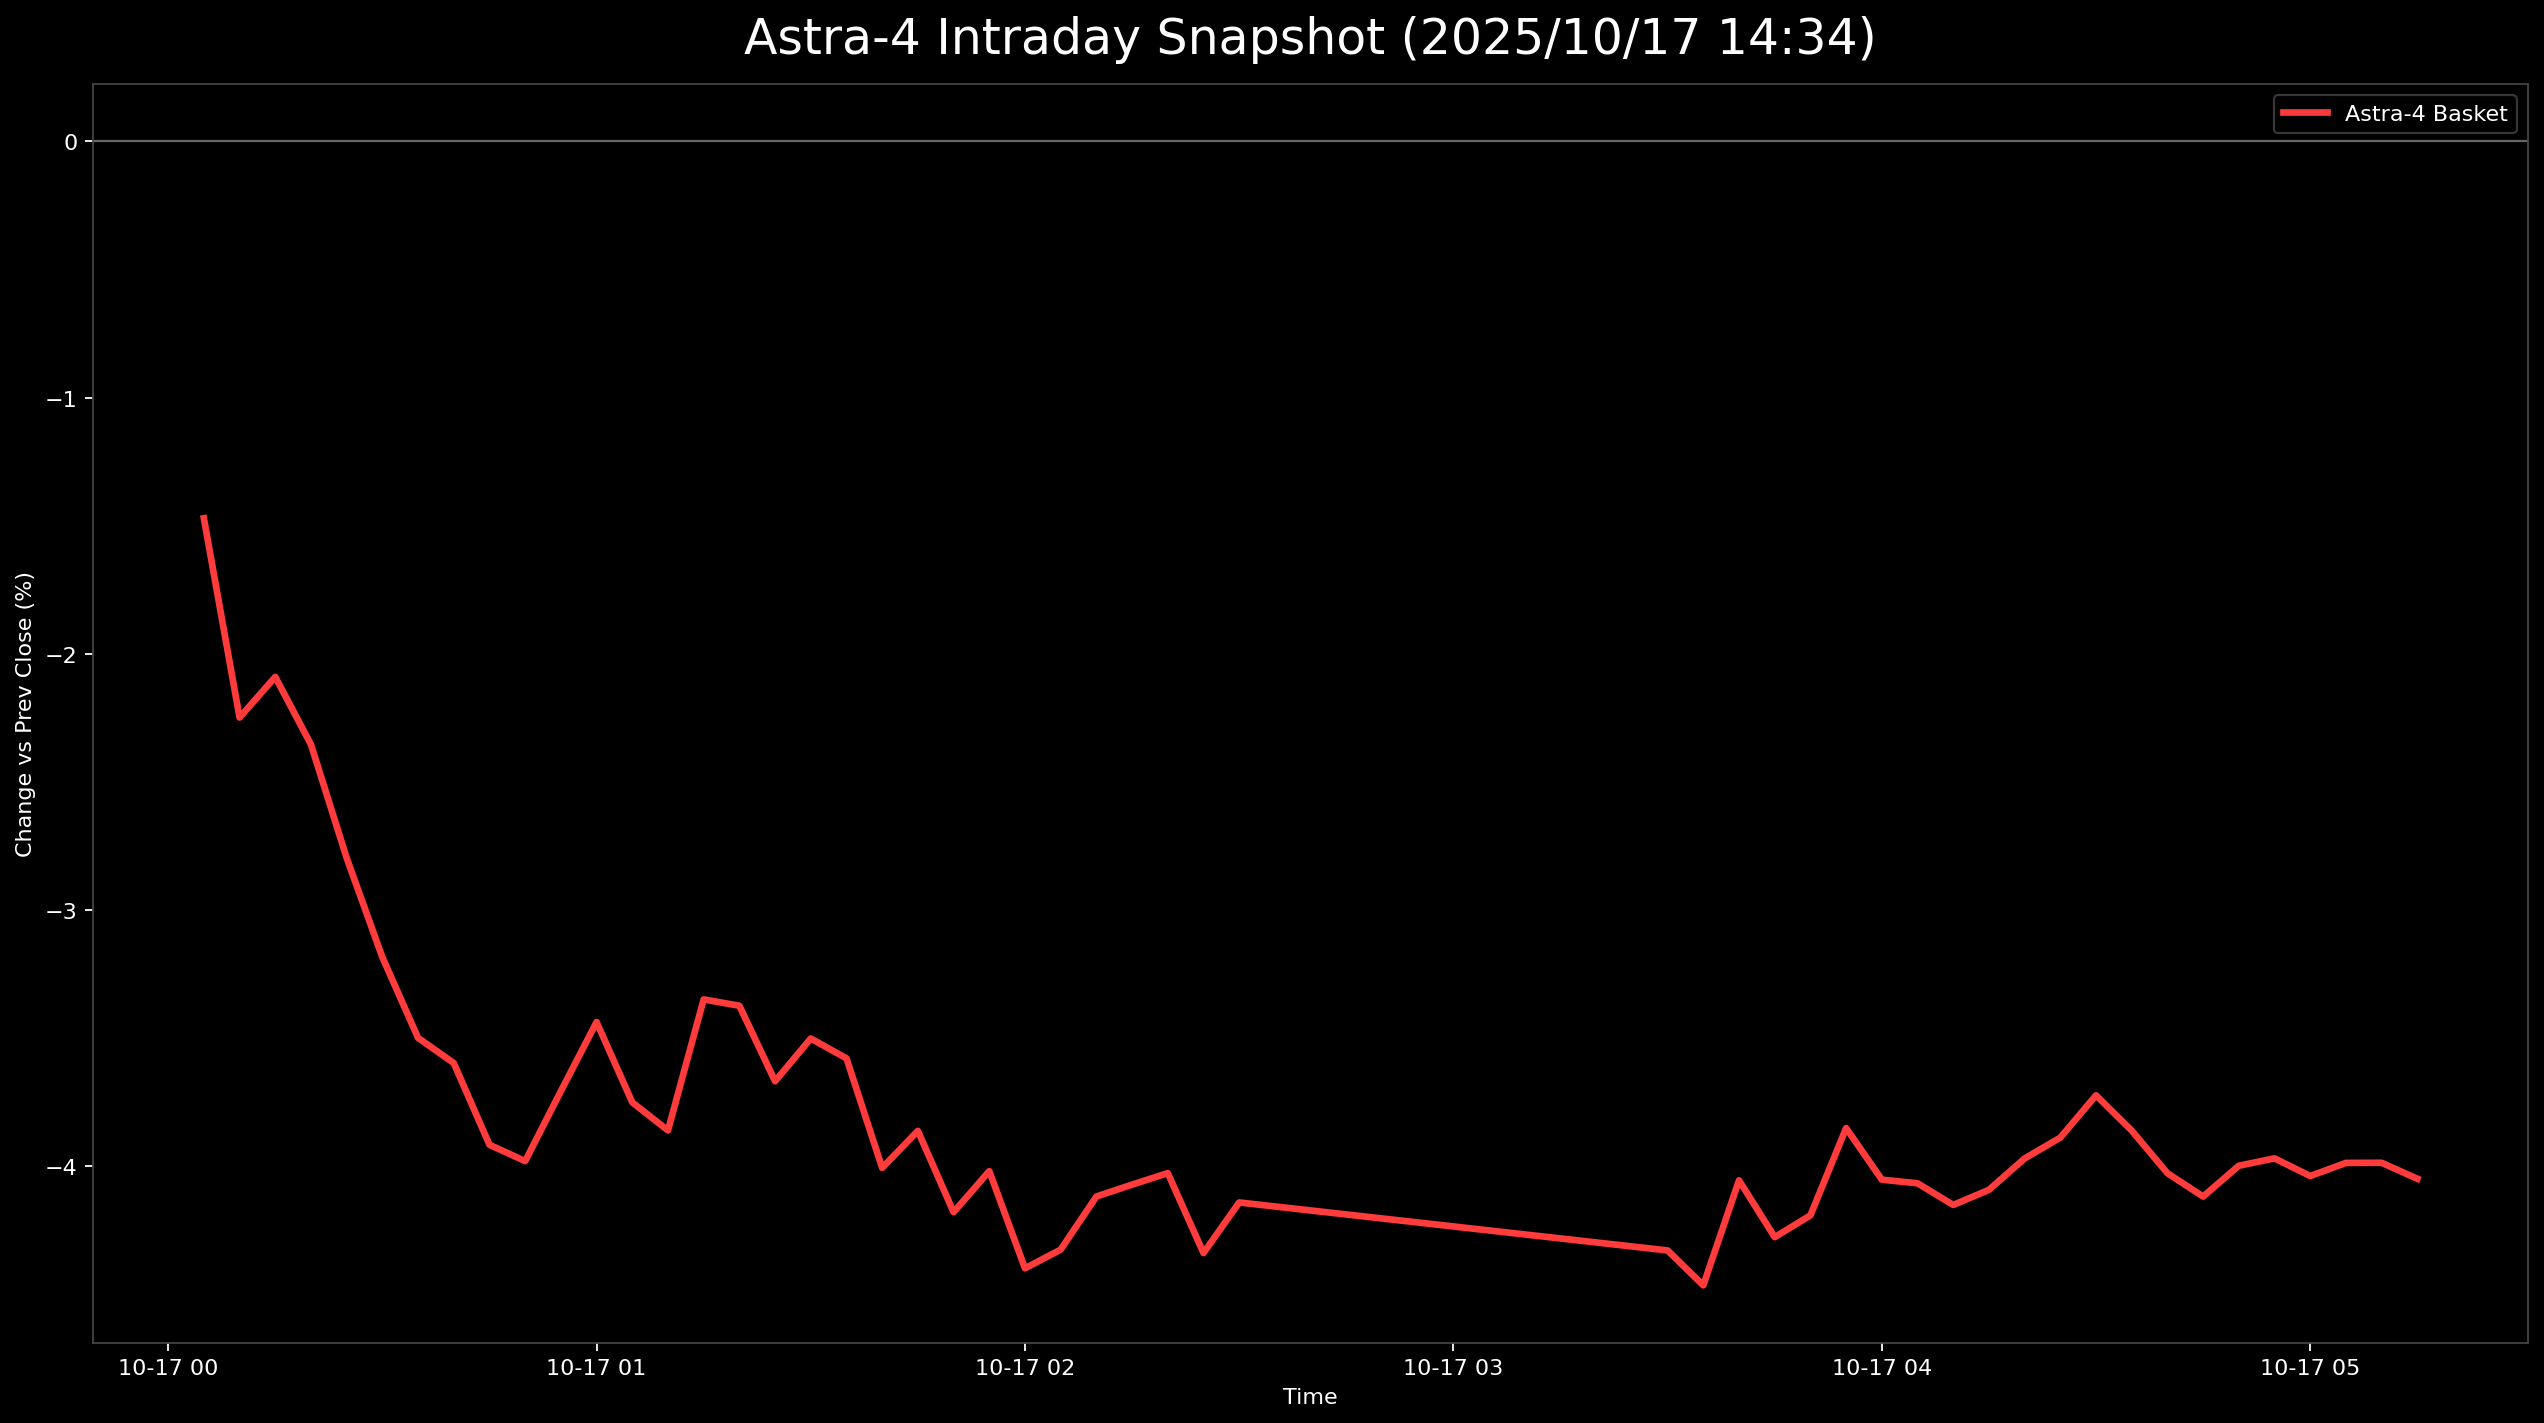 Astra-4 Intraday Snapshot (2025/10/17 14:34)
Astra-4 Basket
Change vs Prev Close (%)
0
−1
−2
−3
−4
10-17 00
10-17 01
10-17 02
10-17 03
10-17 04
10-17 05
Time